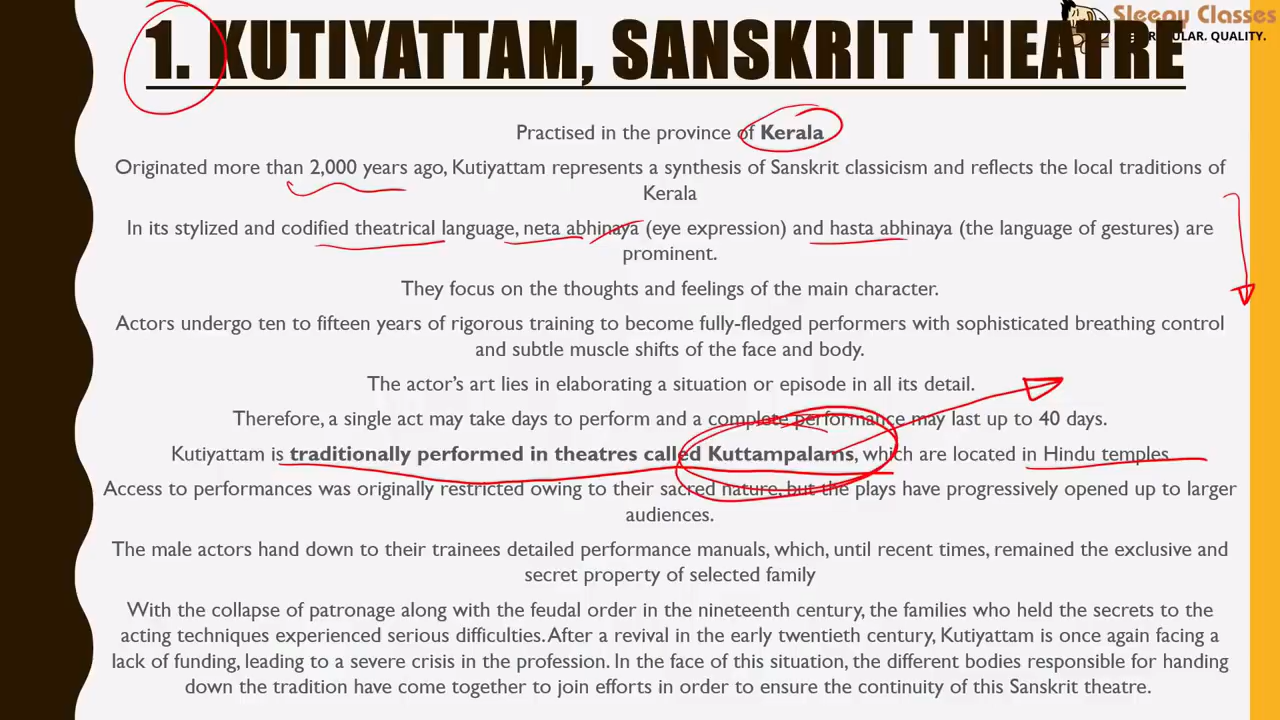 1. KUTIYATTAM, SANSKRIT THEATRE
Sleepy Classes
CULAR. QUALITY.
Practised in the province of Kerala
Originated more than 2,000 years ago, Kutiyattam represents a synthesis of Sanskrit classicism and reflects the local traditions of
Kerala
In its stylized and codified theatrical language, neta abhinaya (eye expression) and hasta abhinaya (the language of gestures) are
prominent.
They focus on the thoughts and feelings of the main character.
Actors undergo ten to fifteen years of rigorous training to become fully-fledged performers with sophisticated breathing control
and subtle muscle shifts of the face and body.
The actor's art lies in elaborating a situation or episode in all its detail.
Therefore, a single act may take days to perform and a complete performance may last up to 40 days.
Kutiyattam is traditionally performed in theatres called Kuttampalams, which are located in Hindu temples.
Access to performances was originally restricted owing to their sacred nature, but the plays have progressively opened up to larger
audiences.
The male actors hand down to their trainees detailed performance manuals, which, until recent times, remained the exclusive and
secret property of selected family
With the collapse of patronage along with the feudal order in the nineteenth century, the families who held the secrets to the
acting techniques experienced serious difficulties. After a revival in the early twentieth century, Kutiyattam is once again facing a
lack of funding, leading to a severe crisis in the profession. In the face of this situation, the different bodies responsible for handing
down the tradition have come together to join efforts in order to ensure the continuity of this Sanskrit theatre.